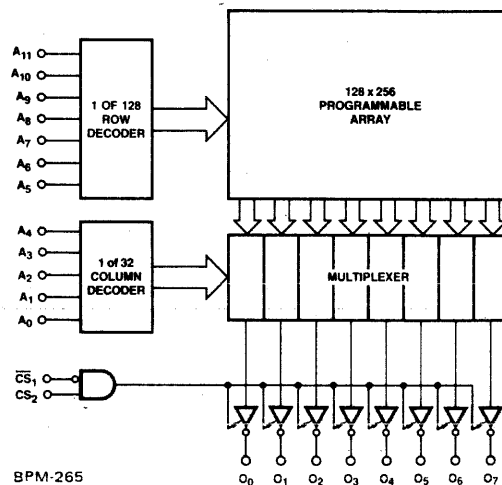 A11
A10
A9
A8
A7
A6
A5
1 OF 128
ROW
DECODER
128 x 256
PROGRAMMABLE
ARRAY
A4
A3
A2
A1
A0
1 of 32
COLUMN
DECODER
MULTIPLEXER
CS1
CS2
O0 O1 O2 O3 O4 O5 O6 O7
BPM-265